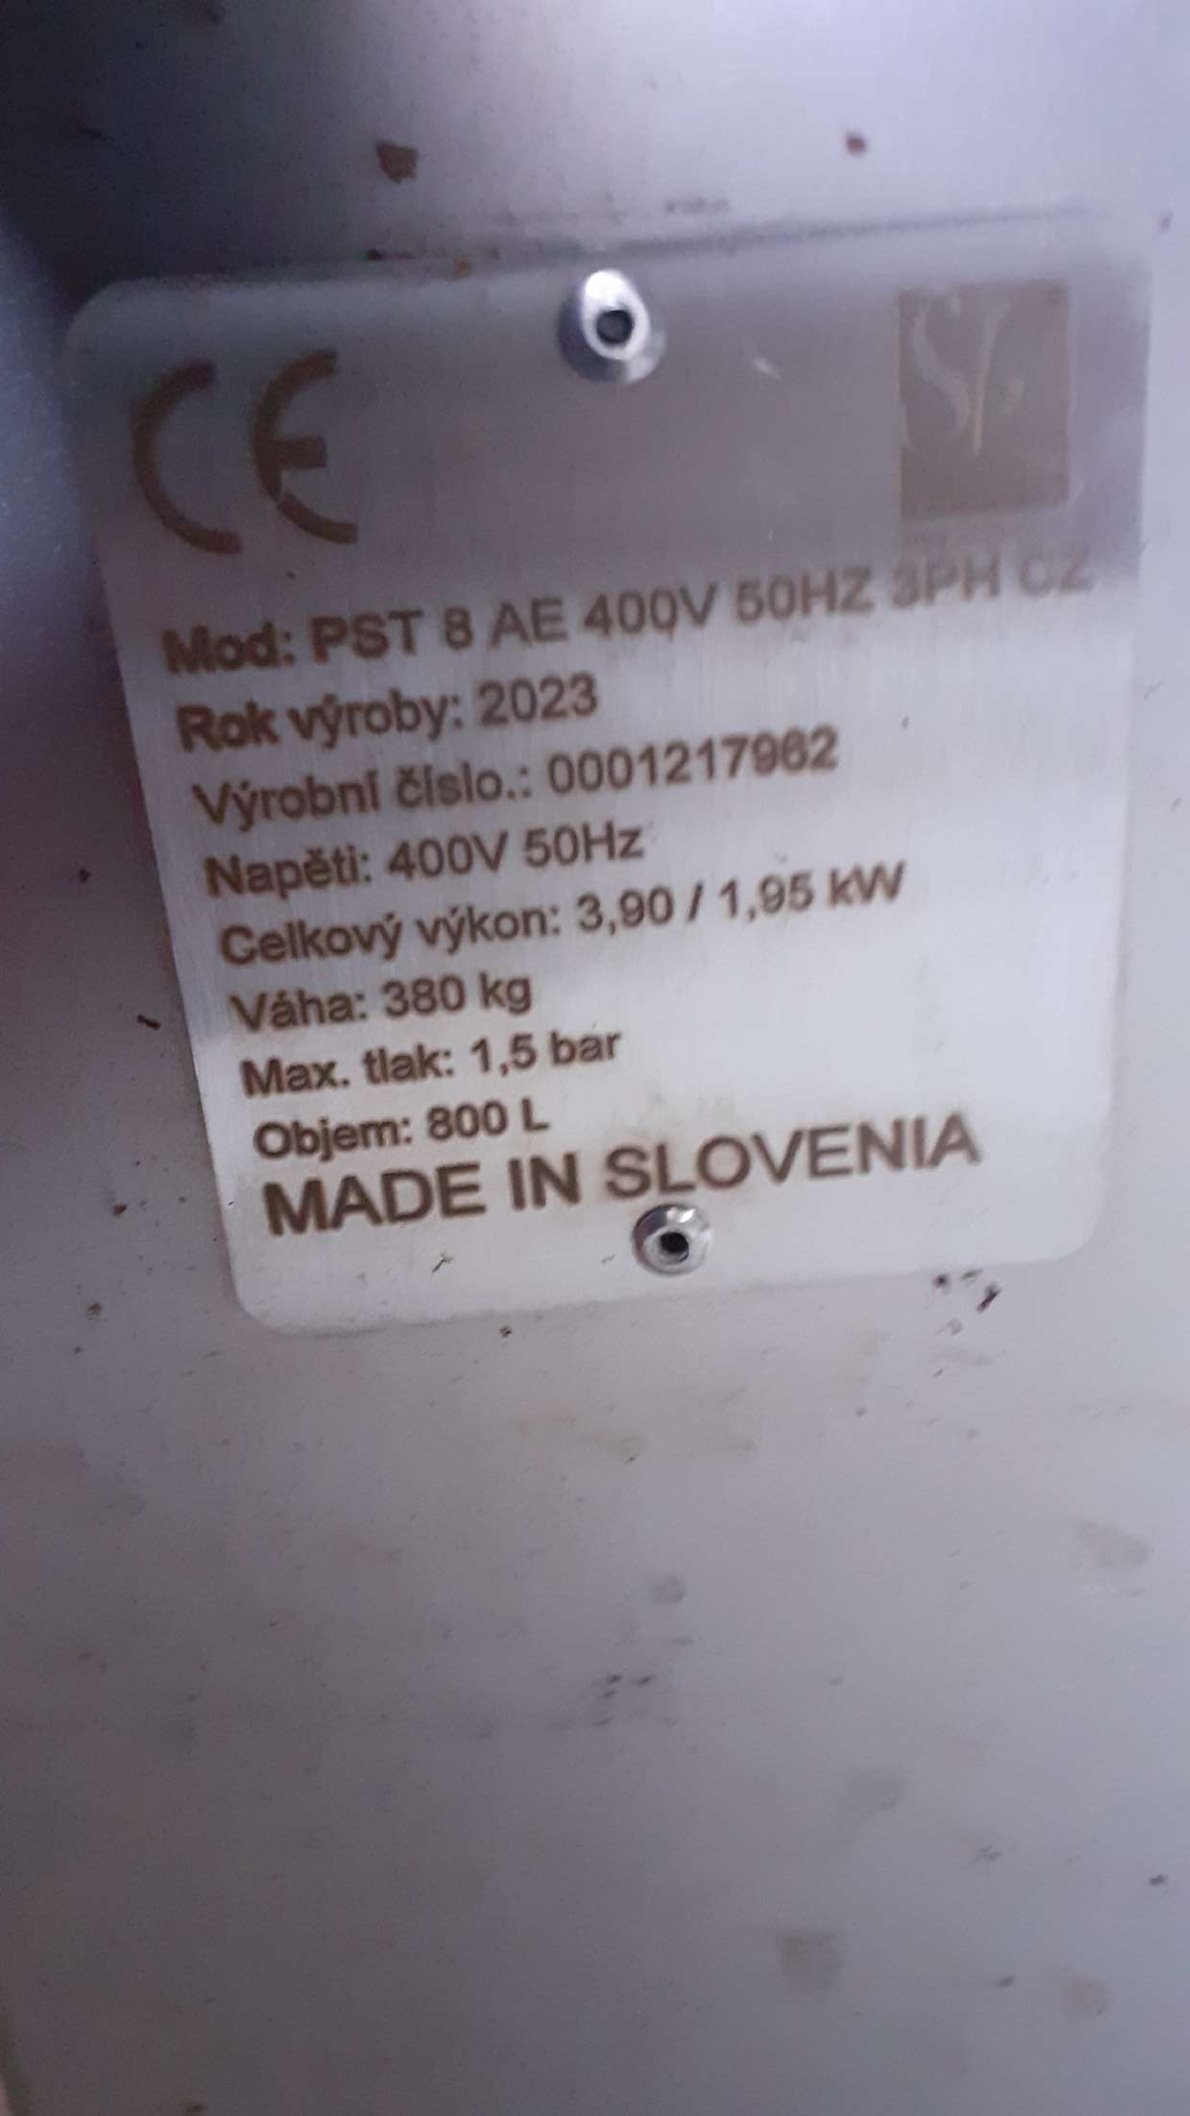 CE
Mod: PST 8 AE 400V 50HZ 3PH CZ
Rok výroby: 2023
Výrobní číslo.: 0001217962
Napěti: 400V 50Hz
Celkový výkon: 3,90 / 1,95 kW
Váha: 380 kg
Max. tlak: 1,5 bar
Objem: 800 L
MADE IN SLOVENIA